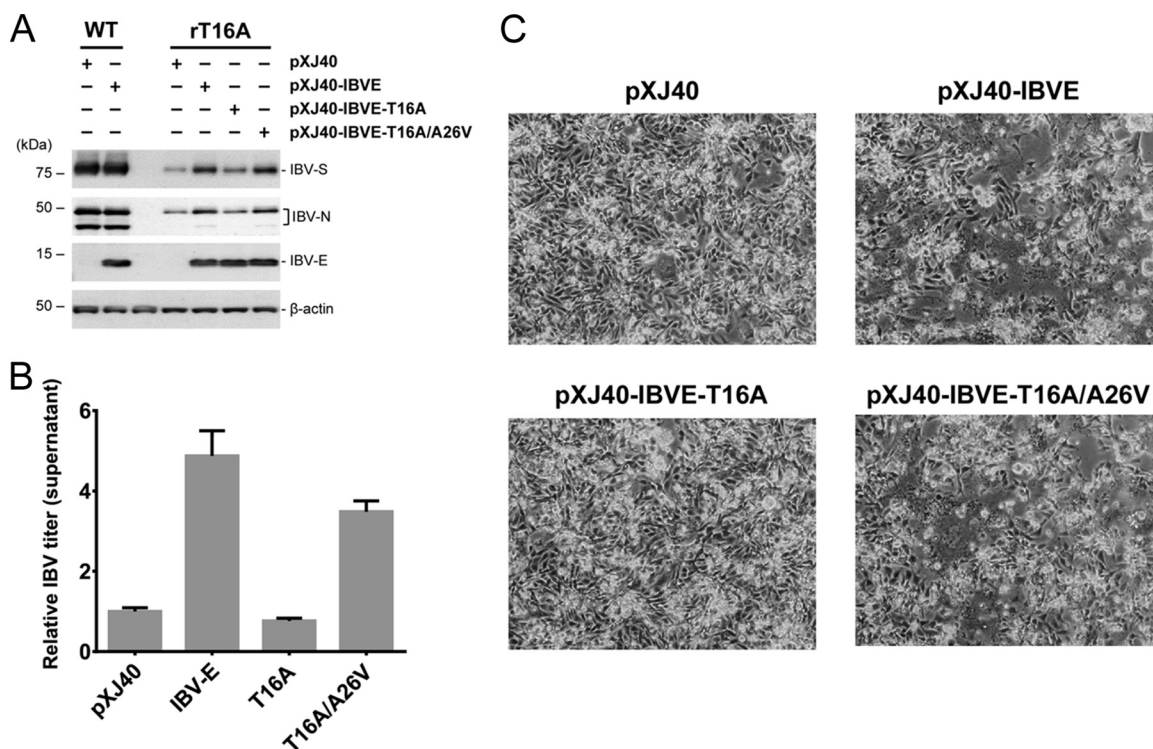 A
WT rT16A
+ – + – – – pXJ40
– + – + – – pXJ40-IBVE
– – – – + – pXJ40-IBVE-T16A
– – – – – + pXJ40-IBVE-T16A/A26V
(kDa)
75 – - IBV-S
50 – IBV-N
15 – - IBV-E
50 – - β-actin
B
Relative IBV titer (supernatant)
6
4
2
0
pXJ40 IBV-E T16A T16A/A26V
C
pXJ40 pXJ40-IBVE
pXJ40-IBVE-T16A pXJ40-IBVE-T16A/A26V